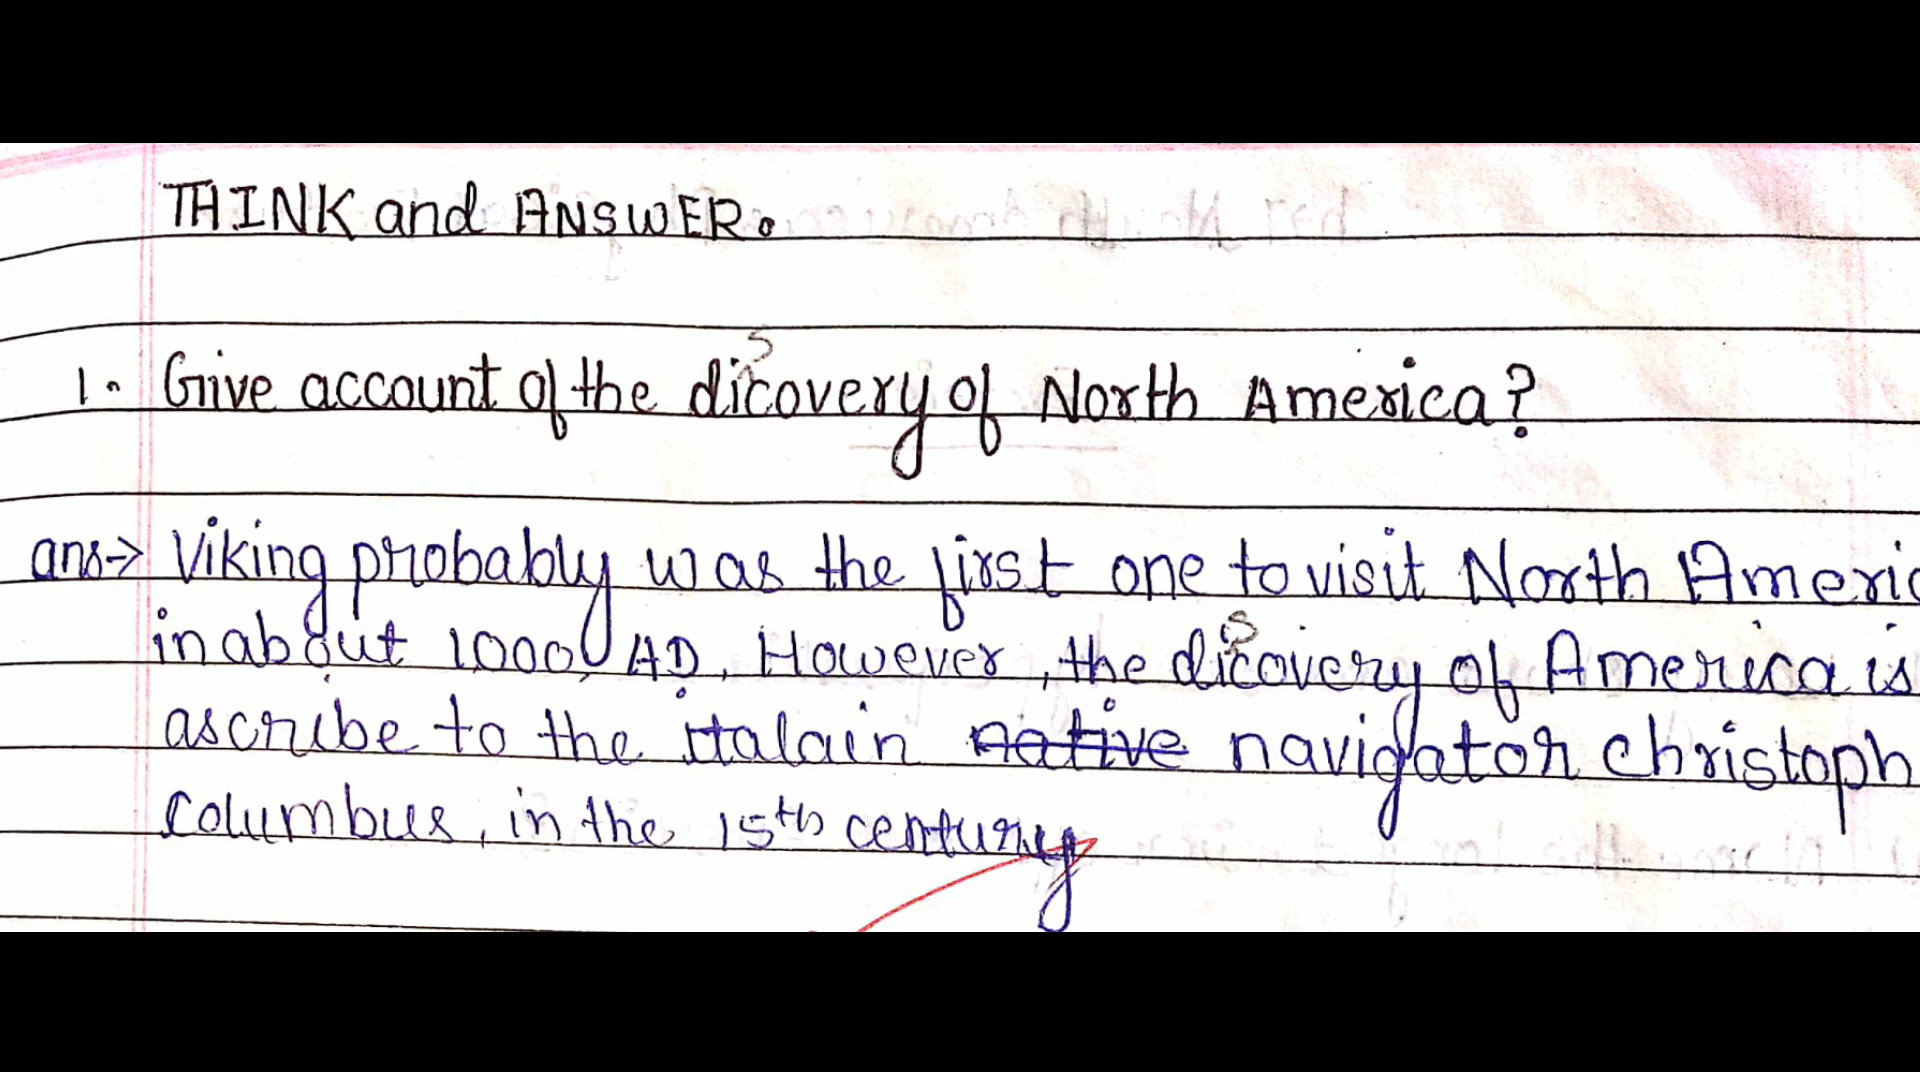 THINK and ANSWER.
1. Give account of the discovery of North America?
ans→ Viking probably was the first one to visit North Americ
in about 1000 AD. However, the discovery of America is
ascribe to the italain native navigator christoph
columbus, in the 15th century